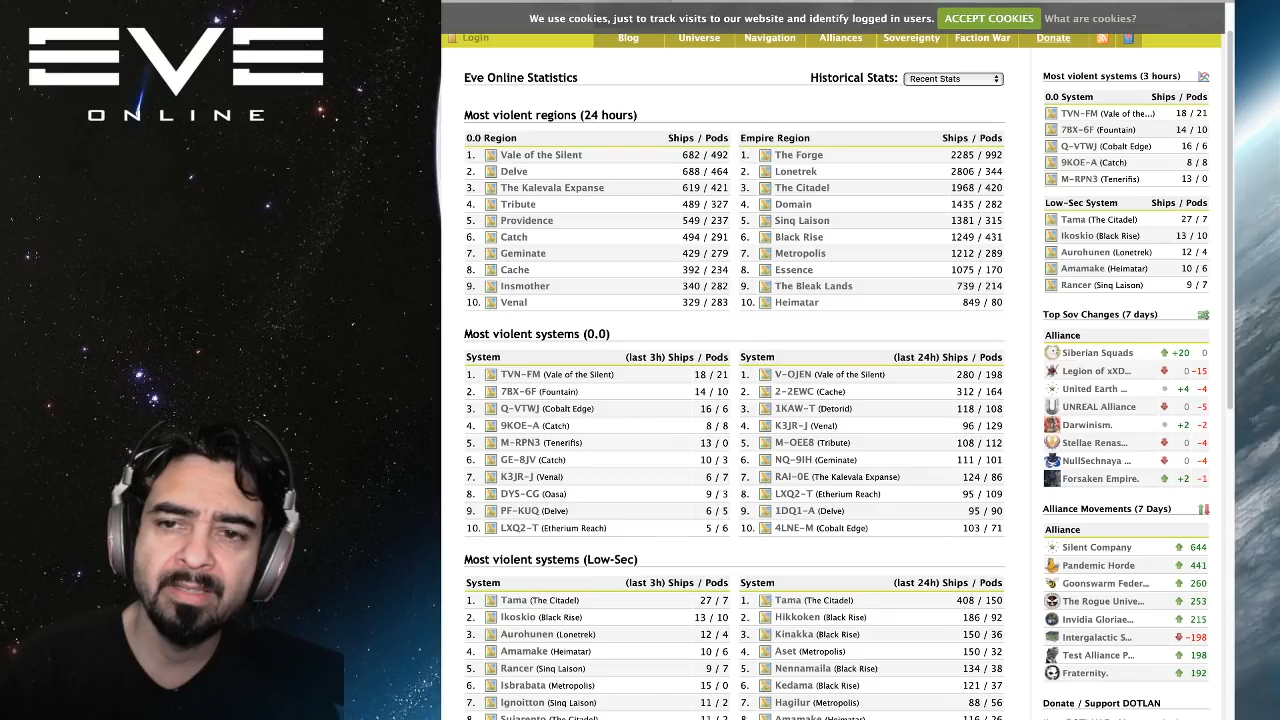 EVE
ONLINE
We use cookies, just to track visits to our website and identify logged in users. ACCEPT COOKIES What are cookies?
Login Blog Universe Navigation Alliances Sovereignty Faction War Donate
Eve Online Statistics
Historical Stats: Recent Stats
Most violent regions (24 hours)
0.0 Region Ships / Pods
1. Vale of the Silent 682 / 492
2. Delve 688 / 464
3. The Kalevala Expanse 619 / 421
4. Tribute 489 / 327
5. Providence 549 / 237
6. Catch 494 / 291
7. Geminate 429 / 279
8. Cache 392 / 234
9. Insmother 340 / 282
10. Venal 329 / 283
Empire Region Ships / Pods
1. The Forge 2285 / 992
2. Lonetrek 2806 / 344
3. The Citadel 1968 / 420
4. Domain 1435 / 282
5. Sinq Laison 1381 / 315
6. Black Rise 1249 / 431
7. Metropolis 1212 / 289
8. Essence 1075 / 170
9. The Bleak Lands 739 / 214
10. Heimatar 849 / 80
Most violent systems (0.0)
System (last 3h) Ships / Pods
1. TVN-FM (Vale of the Silent) 18 / 21
2. 7BX-6F (Fountain) 14 / 10
3. Q-VTWJ (Cobalt Edge) 16 / 6
4. 9KOE-A (Catch) 8 / 8
5. M-RPN3 (Tenerifis) 13 / 0
6. GE-8JV (Catch) 10 / 3
7. K3JR-J (Venal) 6 / 7
8. DYS-CG (Oasa) 9 / 3
9. PF-KUQ (Delve) 6 / 5
10. LXQ2-T (Etherium Reach) 5 / 6
System (last 24h) Ships / Pods
1. V-OJEN (Vale of the Silent) 280 / 198
2. 2-2EWC (Cache) 312 / 164
3. 1KAW-T (Detorid) 118 / 108
4. K3JR-J (Venal) 96 / 129
5. M-OEE8 (Tribute) 108 / 112
6. NQ-9IH (Geminate) 111 / 101
7. RAI-0E (The Kalevala Expanse) 124 / 86
8. LXQ2-T (Etherium Reach) 95 / 109
9. 1DQ1-A (Delve) 95 / 90
10. 4LNE-M (Cobalt Edge) 103 / 71
Most violent systems (Low-Sec)
System (last 3h) Ships / Pods
1. Tama (The Citadel) 27 / 7
2. Ikoskio (Black Rise) 13 / 10
3. Aurohunen (Lonetrek) 12 / 4
4. Amamake (Heimatar) 10 / 6
5. Rancer (Sinq Laison) 9 / 7
6. Isbrabata (Metropolis) 15 / 0
7. Ignoitton (Sinq Laison) 11 / 2
8. Sujarento (The Citadel) 11 / 2
System (last 24h) Ships / Pods
1. Tama (The Citadel) 408 / 150
2. Hikkoken (Black Rise) 186 / 92
3. Kinakka (Black Rise) 150 / 36
4. Aset (Metropolis) 150 / 32
5. Nennamaila (Black Rise) 134 / 38
6. Kedama (Black Rise) 121 / 37
7. Hagilur (Metropolis) 88 / 56
8. Amamake (Heimatar) 116 / 26
Most violent systems (3 hours)
0.0 System Ships / Pods
TVN-FM (Vale of the...) 18 / 21
7BX-6F (Fountain) 14 / 10
Q-VTWJ (Cobalt Edge) 16 / 6
9KOE-A (Catch) 8 / 8
M-RPN3 (Tenerifis) 13 / 0
Low-Sec System Ships / Pods
Tama (The Citadel) 27 / 7
Ikoskio (Black Rise) 13 / 10
Aurohunen (Lonetrek) 12 / 4
Amamake (Heimatar) 10 / 6
Rancer (Sinq Laison) 9 / 7
Top Sov Changes (7 days)
Alliance
Siberian Squads +20 0
Legion of xXD... 0 -15
United Earth ... +4 -4
UNREAL Alliance 0 -5
Darwinism. +2 -2
Stellae Renas... 0 -4
NullSechnaya ... 0 -4
Forsaken Empire. +2 -1
Alliance Movements (7 Days)
Alliance
Silent Company 644
Pandemic Horde 441
Goonswarm Feder... 260
The Rogue Unive... 253
Invidia Gloriae... 215
Intergalactic S... -198
Test Alliance P... 198
Fraternity. 192
Donate / Support DOTLAN